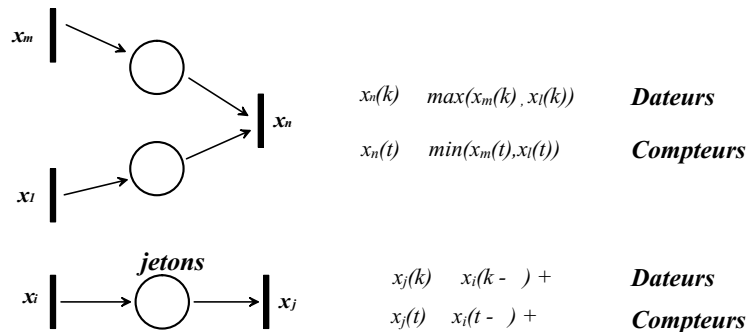 xₘ
xₙ
xₙ(k) max(xₘ(k) , xₗ(k)) Dateurs
xₙ(t) min(xₘ(t),xₗ(t)) Compteurs
x₁
jetons
xᵢ
xⱼ
xⱼ(k) xᵢ(k - ) + Dateurs
xⱼ(t) xᵢ(t - ) + Compteurs